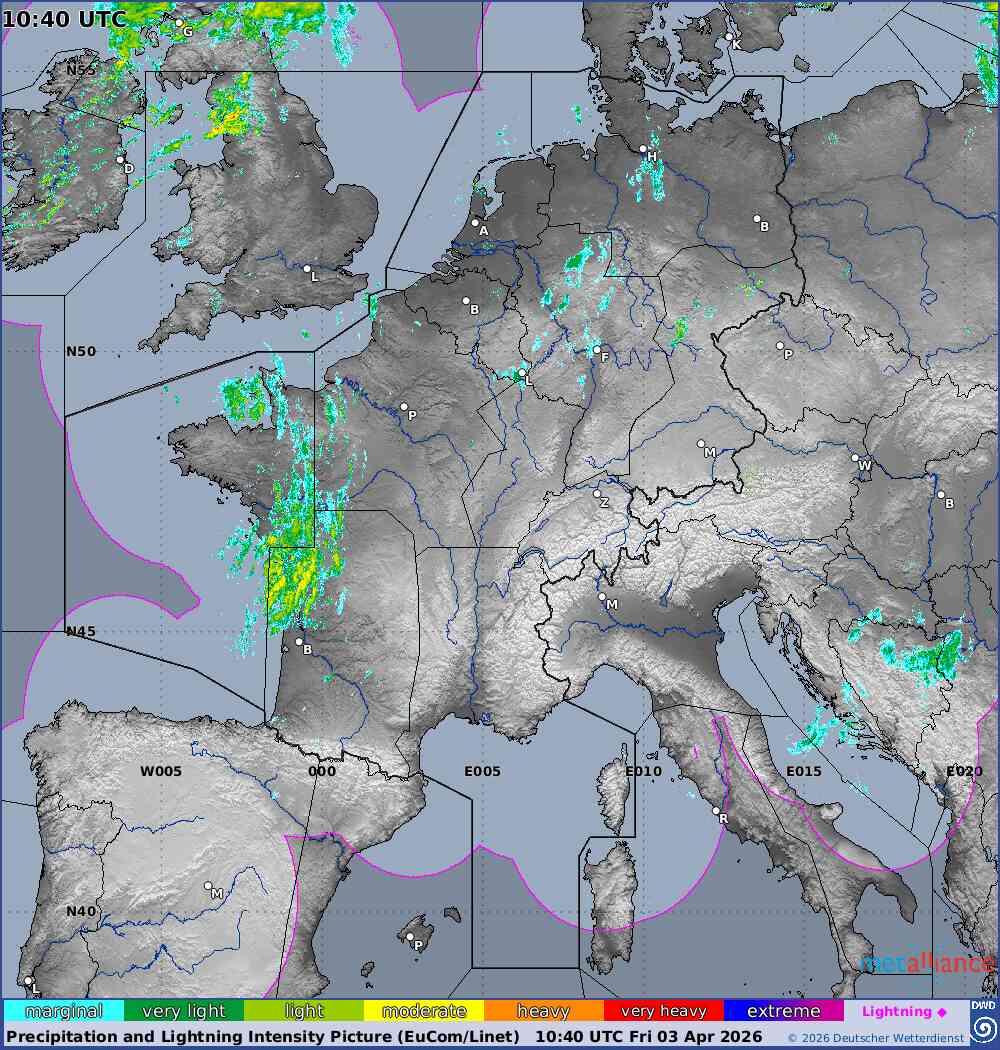 10:40 UTC
G
K
N55
D
H
A
B
L
B
N50
F
P
L
P
M
W
Z
B
M
N45
B
W005
000
E005
E010
E015
E020
R
M
N40
P
metalliance
L
marginal very light light moderate heavy very heavy extreme Lightning ◆
DWD
Precipitation and Lightning Intensity Picture (EuCom/Linet) 10:40 UTC Fri 03 Apr 2026 © 2026 Deutscher Wetterdienst